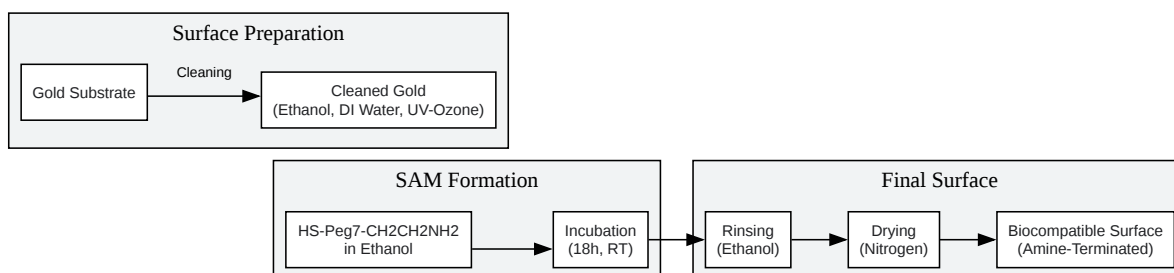 Surface Preparation
Gold Substrate
Cleaning
Cleaned Gold
(Ethanol, DI Water, UV-Ozone)
SAM Formation
HS-Peg7-CH2CH2NH2
in Ethanol
Incubation
(18h, RT)
Final Surface
Rinsing
(Ethanol)
Drying
(Nitrogen)
Biocompatible Surface
(Amine-Terminated)